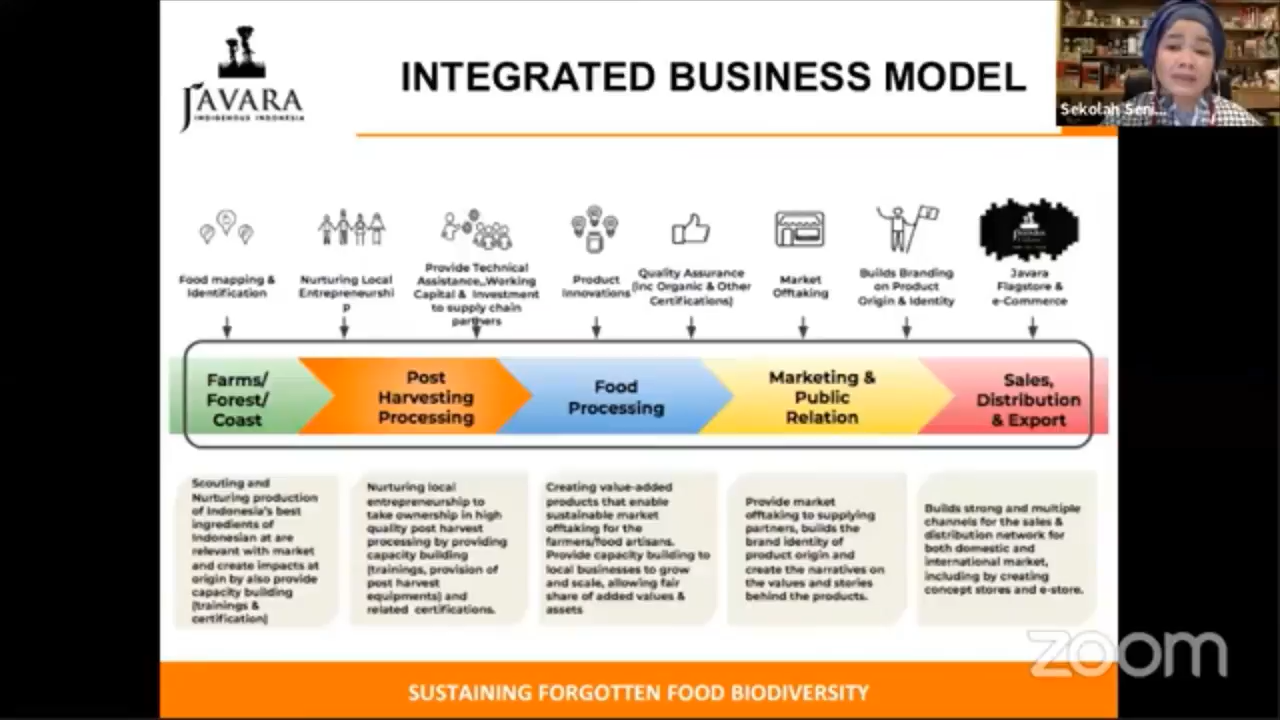 JAVARA
INDIGENOUS INDONESIA
INTEGRATED BUSINESS MODEL
Sekolah Seni...
Food mapping &
Identification
Nurturing Local
Entrepreneurshi
p
Provide Technical
Assistance,,Working
Capital & Investment
to supply chain
partners
Product
Innovations
Quality Assurance
(inc Organic & Other
Certifications)
Market
Offtaking
Builds Branding
on Product
Origin & Identity
Javara
Flagstore &
e-Commerce
Farms/
Forest/
Coast
Post
Harvesting
Processing
Food
Processing
Marketing &
Public
Relation
Sales,
Distribution
& Export
Scouting and
Nurturing production
of Indonesia's best
ingredients of
Indonesian at are
relevant with market
and create impacts at
origin by also provide
capacity building
(trainings &
certification)
Nurturing local
entrepreneurship to
take ownership in high
quality post harvest
processing by providing
capacity building
(trainings, provision of
post harvest
equipments) and
related certifications.
Creating value-added
products that enable
sustainable market
offtaking for the
farmers/food artisans.
Provide capacity building to
local businesses to grow
and scale, allowing fair
share of added values &
assets
Provide market
offtaking to supplying
partners, builds the
brand identity of
product origin and
create the narratives on
the values and stories
behind the products.
Builds strong and multiple
channels for the sales &
distribution network for
both domestic and
international market,
including by creating
concept stores and e-store.
zoom
SUSTAINING FORGOTTEN FOOD BIODIVERSITY